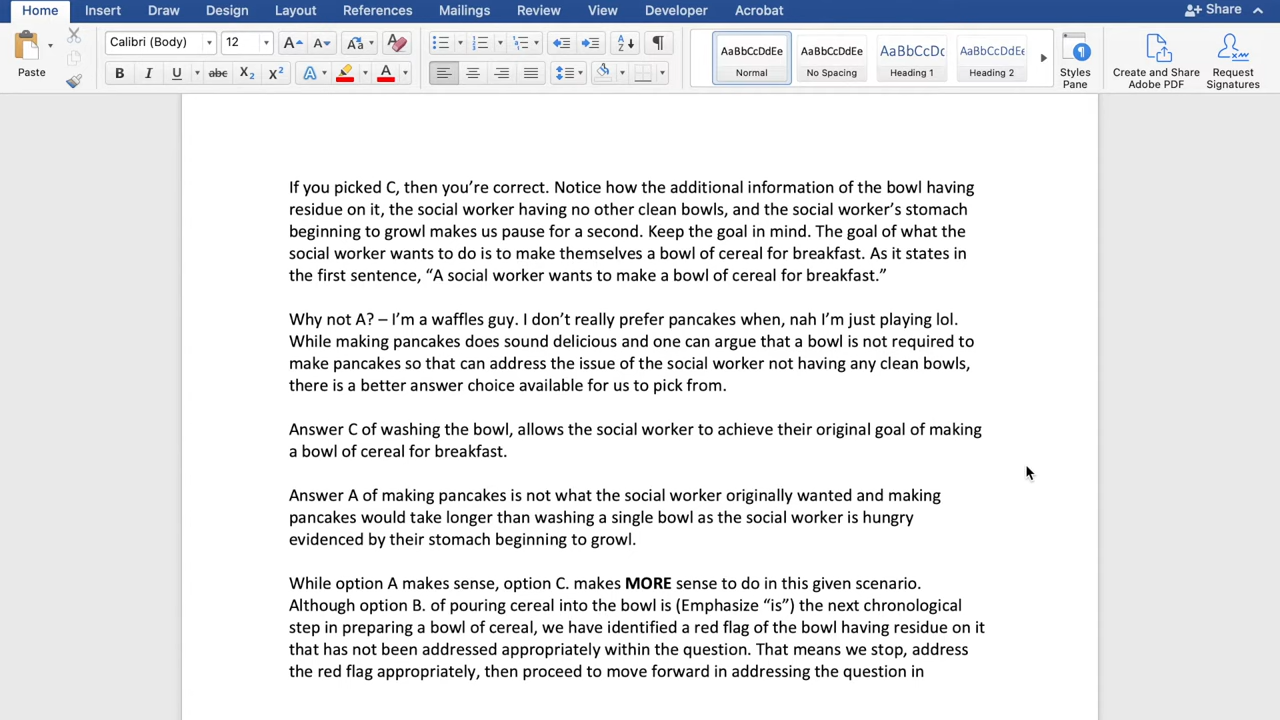 Home Insert Draw Design Layout References Mailings Review View Developer Acrobat Share
Calibri (Body) 12 AaBbCcDdEe AaBbCcDdEe AaBbCcDc AaBbCcDdEe
Paste Normal No Spacing Heading 1 Heading 2 Styles Pane Create and Share Adobe PDF Request Signatures
If you picked C, then you’re correct. Notice how the additional information of the bowl having
residue on it, the social worker having no other clean bowls, and the social worker’s stomach
beginning to growl makes us pause for a second. Keep the goal in mind. The goal of what the
social worker wants to do is to make themselves a bowl of cereal for breakfast. As it states in
the first sentence, “A social worker wants to make a bowl of cereal for breakfast.”
Why not A? – I’m a waffles guy. I don’t really prefer pancakes when, nah I’m just playing lol.
While making pancakes does sound delicious and one can argue that a bowl is not required to
make pancakes so that can address the issue of the social worker not having any clean bowls,
there is a better answer choice available for us to pick from.
Answer C of washing the bowl, allows the social worker to achieve their original goal of making
a bowl of cereal for breakfast.
Answer A of making pancakes is not what the social worker originally wanted and making
pancakes would take longer than washing a single bowl as the social worker is hungry
evidenced by their stomach beginning to growl.
While option A makes sense, option C. makes MORE sense to do in this given scenario.
Although option B. of pouring cereal into the bowl is (Emphasize “is”) the next chronological
step in preparing a bowl of cereal, we have identified a red flag of the bowl having residue on it
that has not been addressed appropriately within the question. That means we stop, address
the red flag appropriately, then proceed to move forward in addressing the question in